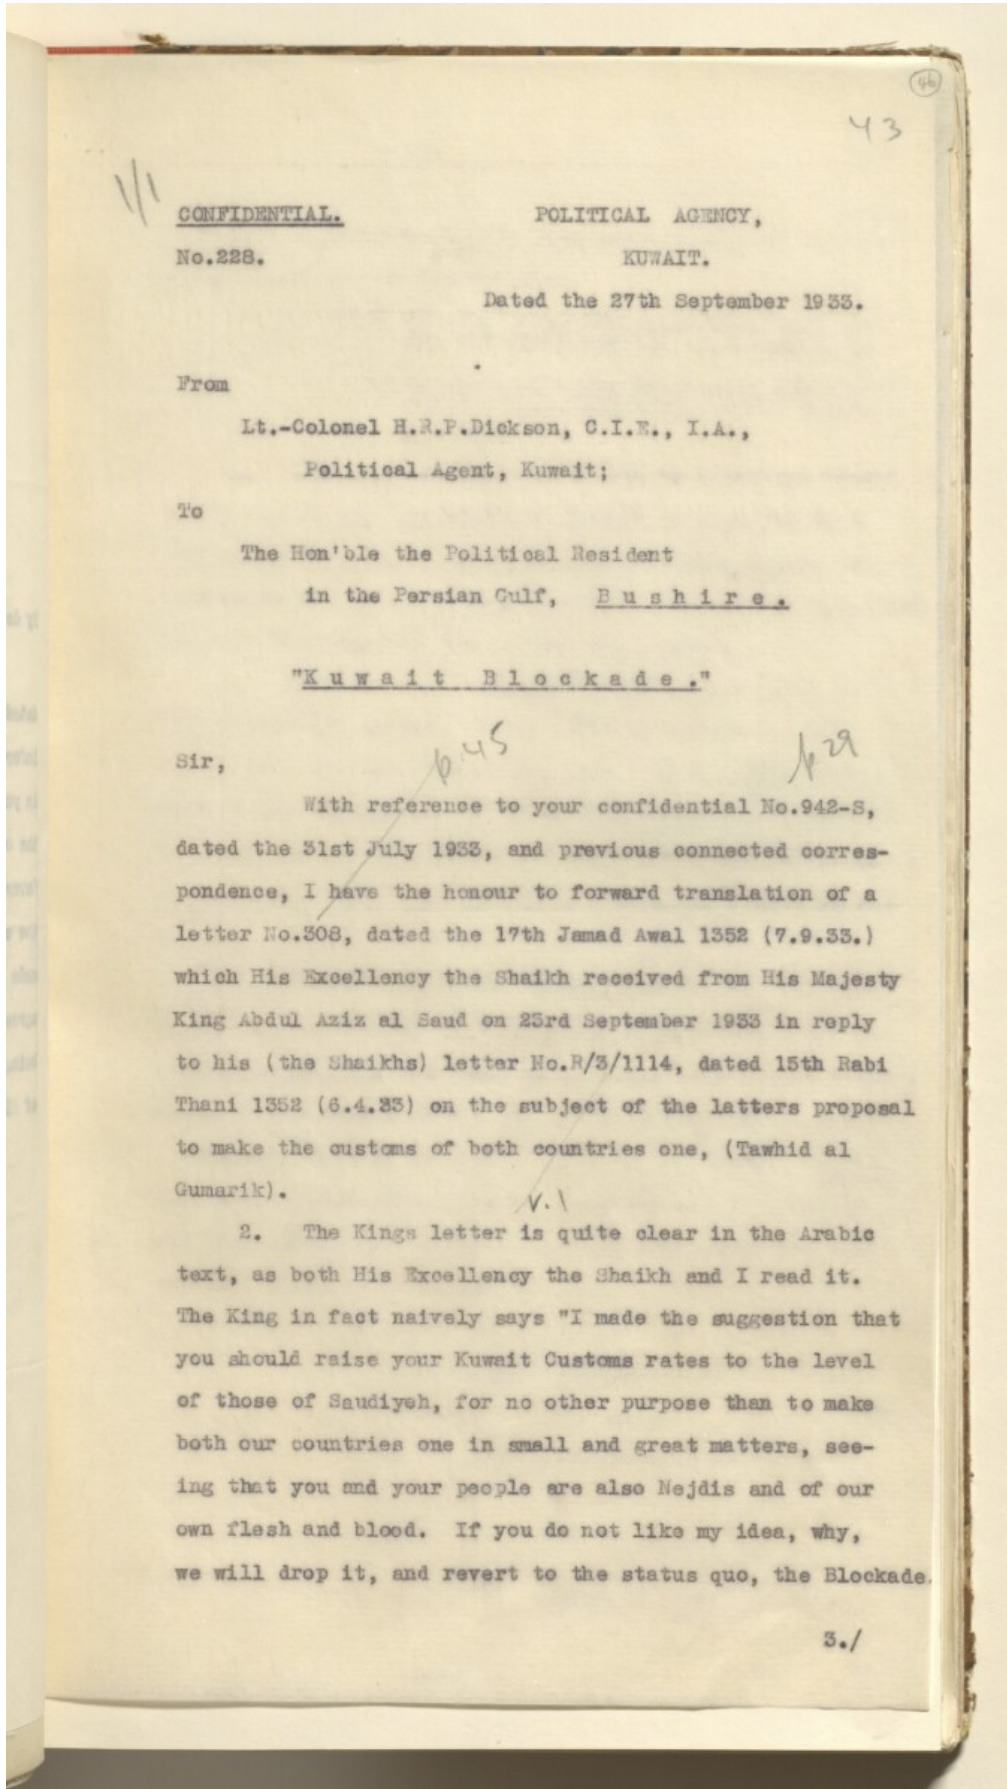 46
43
1/1
CONFIDENTIAL. POLITICAL AGENCY,
No.228. KUWAIT.
Dated the 27th September 1933.
From
Lt.-Colonel H.R.P.Dickson, C.I.E., I.A.,
Political Agent, Kuwait;
To
The Hon'ble the Political Resident
in the Persian Gulf, Bushire.
"Kuwait Blockade."
p.45 p29
Sir,
With reference to your confidential No.942-S,
dated the 31st July 1933, and previous connected corres-
pondence, I have the honour to forward translation of a
letter No.308, dated the 17th Jamad Awal 1352 (7.9.33.)
which His Excellency the Shaikh received from His Majesty
King Abdul Aziz al Saud on 23rd September 1933 in reply
to his (the Shaikhs) letter No.R/3/1114, dated 15th Rabi
Thani 1352 (6.4.33) on the subject of the latters proposal
to make the customs of both countries one, (Tawhid al
Gumarik).
V.1
2. The Kings letter is quite clear in the Arabic
text, as both His Excellency the Shaikh and I read it.
The King in fact naively says "I made the suggestion that
you should raise your Kuwait Customs rates to the level
of those of Saudiyeh, for no other purpose than to make
both our countries one in small and great matters, see-
ing that you and your people are also Nejdis and of our
own flesh and blood. If you do not like my idea, why,
we will drop it, and revert to the status quo, the Blockade.
3./